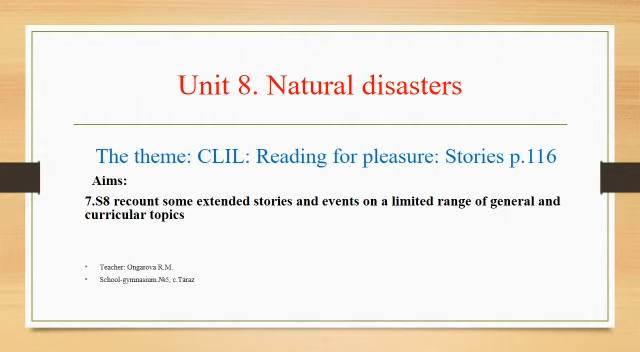 Unit 8. Natural disasters
The theme: CLIL: Reading for pleasure: Stories p.116
Aims:
7.S8 recount some extended stories and events on a limited range of general and
curricular topics
• Teacher: Ongarova R.M.
• School-gymnasium №5, c.Taraz